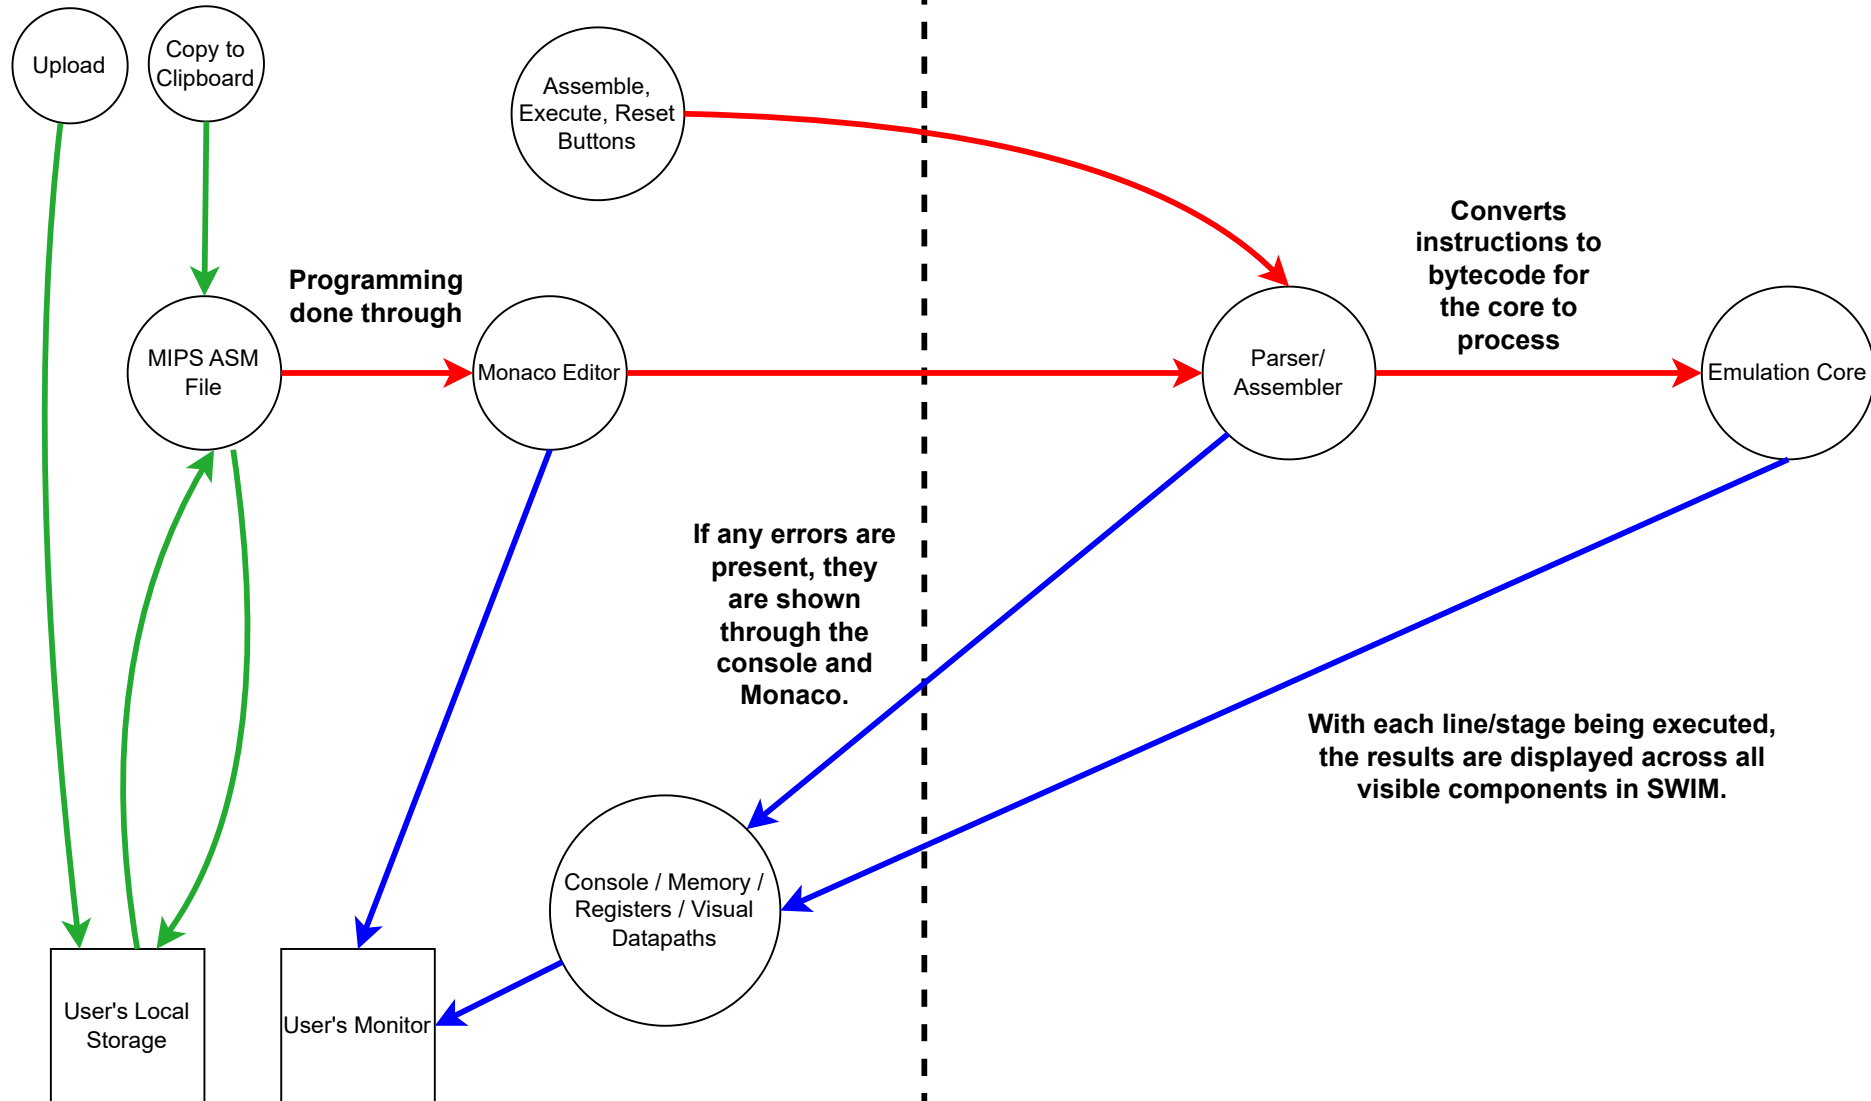 Upload
Copy to
Clipboard
Assemble,
Execute, Reset
Buttons
Converts
instructions to
bytecode for
the core to
process
Programming
done through
MIPS ASM
File
Monaco Editor
Parser/
Assembler
Emulation Core
If any errors are
present, they
are shown
through the
console and
Monaco.
With each line/stage being executed,
the results are displayed across all
visible components in SWIM.
Console / Memory /
Registers / Visual
Datapaths
User's Local
Storage
User's Monitor